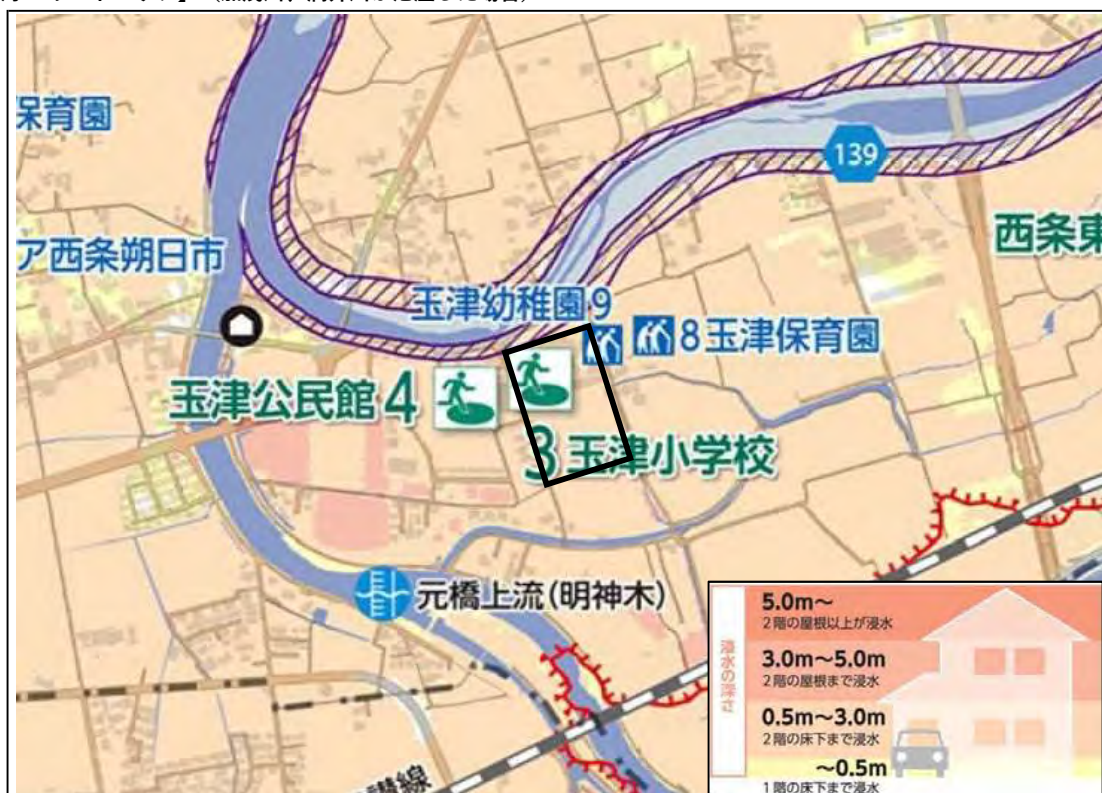 保育園
139
西条東
ア西条朔日市
玉津幼稚園9
8玉津保育園
玉津公民館4
3玉津小学校
元橋上流(明神木)
讃線
浸水の深さ
5.0m～
2階の屋根以上が浸水
3.0m～5.0m
2階の屋根まで浸水
0.5m～3.0m
2階の床下まで浸水
～0.5m
1階の床下まで浸水